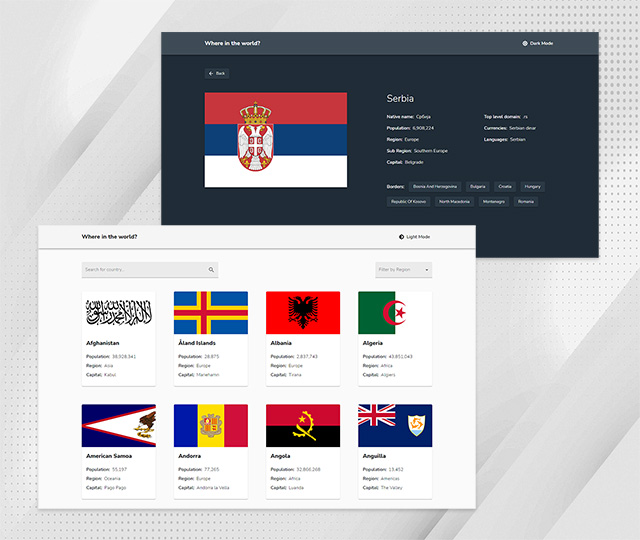 Where in the world?
Dark Mode
Back
Serbia
Native name: Србија
Population: 6,908,224
Region: Europe
Sub Region: Southern Europe
Capital: Belgrade
Top level domain: .rs
Currencies: Serbian dinar
Languages: Serbian
Borders: Bosnia And Herzegovina Bulgaria Croatia Hungary
Republic Of Kosovo North Macedonia Montenegro Romania
Where in the world?
Light Mode
Search for country...
Filter by Region
Afghanistan
Population: 38,928,341
Region: Asia
Capital: Kabul
Åland Islands
Population: 28,875
Region: Europe
Capital: Mariehamn
Albania
Population: 2,837,743
Region: Europe
Capital: Tirana
Algeria
Population: 43,851,043
Region: Africa
Capital: Algiers
American Samoa
Population: 55,197
Region: Oceania
Capital: Pago Pago
Andorra
Population: 77,265
Region: Europe
Capital: Andorra la Vella
Angola
Population: 32,866,268
Region: Africa
Capital: Luanda
Anguilla
Population: 13,452
Region: Americas
Capital: The Valley